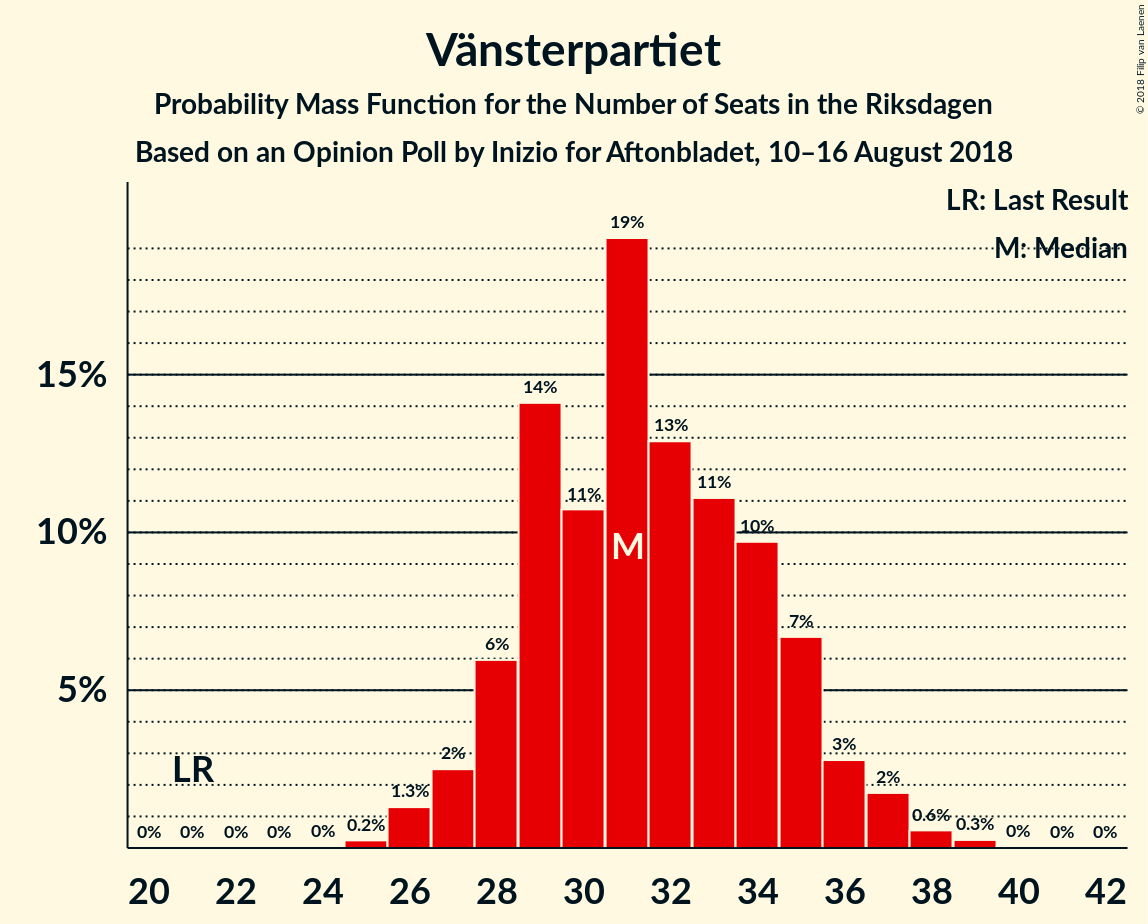 Vänsterpartiet
Probability Mass Function for the Number of Seats in the Riksdagen
Based on an Opinion Poll by Inizio for Aftonbladet, 10–16 August 2018
© 2018 Filip van Laenen
LR: Last Result
M: Median
15%
10%
5%
0%
0%
0%
0%
0%
0.2%
1.3%
2%
6%
14%
11%
19%
13%
11%
10%
7%
3%
2%
0.6%
0.3%
0%
0%
0%
LR
M
20 22 24 26 28 30 32 34 36 38 40 42